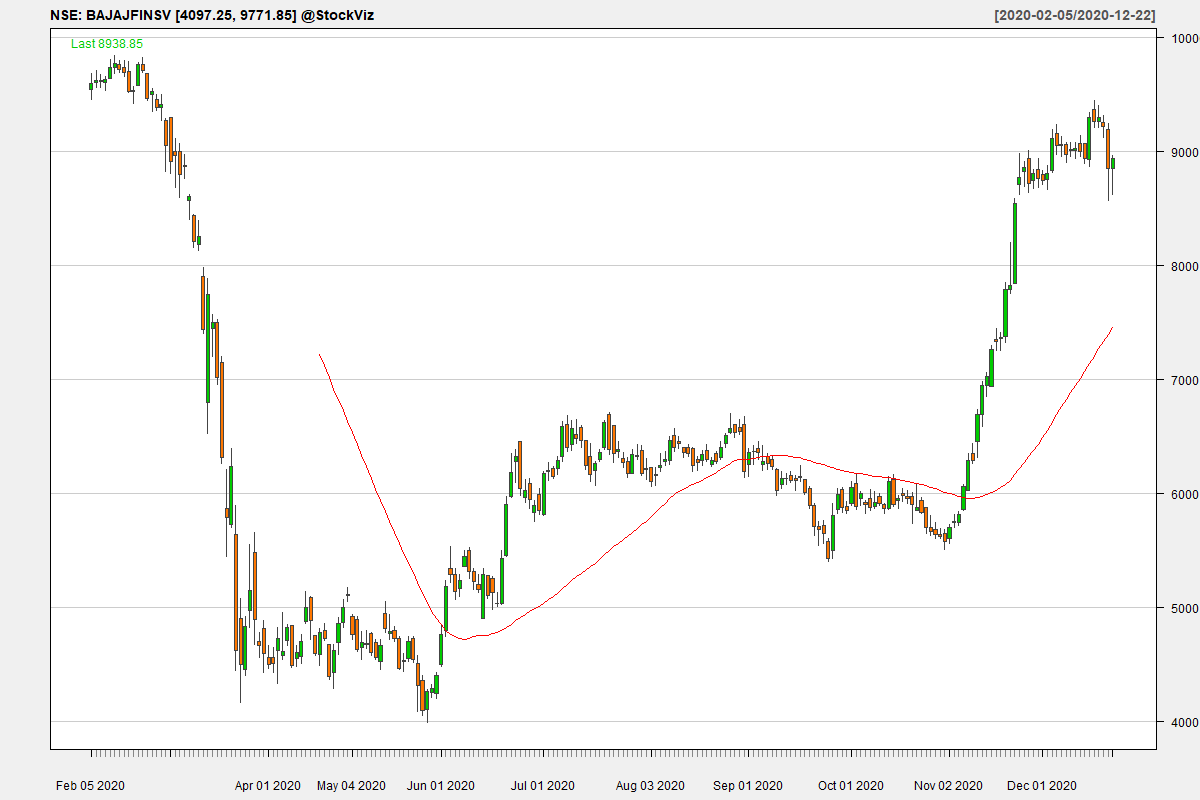 NSE: BAJAJFINSV [4097.25, 9771.85] @StockViz
[2020-02-05/2020-12-22]
Last 8938.85
1000
9000
8000
7000
6000
5000
4000
Feb 05 2020
Apr 01 2020
May 04 2020
Jun 01 2020
Jul 01 2020
Aug 03 2020
Sep 01 2020
Oct 01 2020
Nov 02 2020
Dec 01 2020